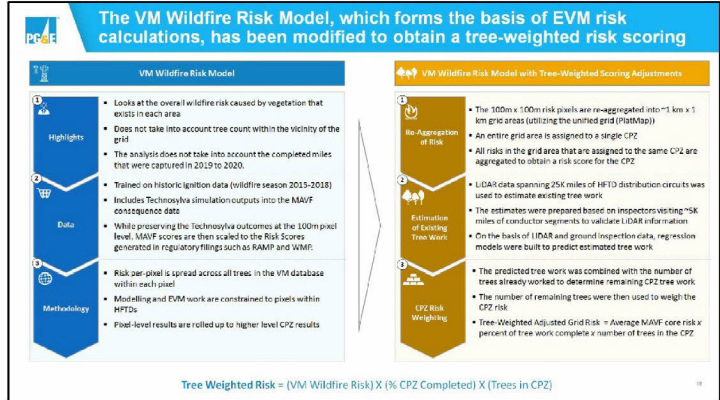 PG&E
The VM Wildfire Risk Model, which forms the basis of EVM risk
calculations, has been modified to obtain a tree-weighted risk scoring
VM Wildfire Risk Model
1
Highlights
▪ Looks at the overall wildfire risk caused by vegetation that
exists in each area
▪ Does not take into account tree count within the vicinity of the
grid
▪ The analysis does not take into account the completed miles
that were captured in 2019 to 2020.
2
Data
▪ Trained on historic ignition data (wildfire season 2015-2018)
▪ Includes Technosylva simulation outputs into the MAVF
consequence data
▪ While preserving the Technosylva outcomes at the 100m pixel
level, MAVF scores are then scaled to the Risk Scores
generated in regulatory filings such as RAMP and WMP.
3
Methodology
▪ Risk per-pixel is spread across all trees in the VM database
within each pixel
▪ Modelling and EVM work are constrained to pixels within
HFTDs
▪ Pixel-level results are rolled up to higher level CPZ results
VM Wildfire Risk Model with Tree-Weighted Scoring Adjustments
1
Re-Aggregation
of Risk
▪ The 100m x 100m risk pixels are re-aggregated into ~1 km x 1
km grid areas (utilizing the unified grid (PlatMap))
▪ An entire grid area is assigned to a single CPZ
▪ All risks in the grid area that are assigned to the same CPZ are
aggregated to obtain a risk score for the CPZ
2
Estimation
of Existing
Tree Work
▪ LiDAR data spanning 25K miles of HFTD distribution circuits was
used to estimate existing tree work
▪ The estimates were prepared based on inspectors visiting ~5K
miles of conductor segments to validate LiDAR information
▪ On the basis of LIDAR and ground inspection data, regression
models were built to predict estimated tree work
3
CPZ Risk
Weighting
▪ The predicted tree work was combined with the number of
trees already worked to determine remaining CPZ tree work
▪ The number of remaining trees were then used to weigh the
CPZ risk
▪ Tree-Weighted Adjusted Grid Risk = Average MAVF core risk x
percent of tree work complete x number of trees in the CPZ
Tree Weighted Risk = (VM Wildfire Risk) X (% CPZ Completed) X (Trees in CPZ)